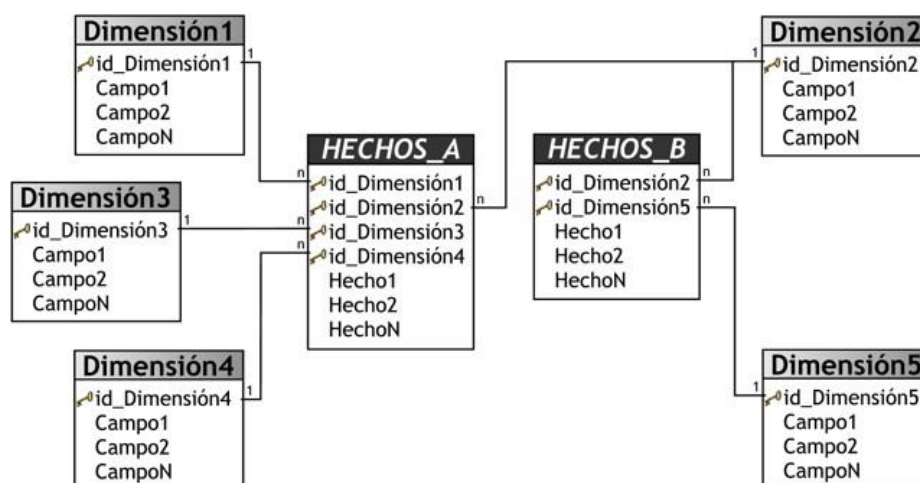 Dimensión1
id_Dimensión1
Campo1
Campo2
CampoN
Dimensión3
id_Dimensión3
Campo1
Campo2
CampoN
Dimensión4
id_Dimensión4
Campo1
Campo2
CampoN
HECHOS_A
id_Dimensión1
id_Dimensión2
id_Dimensión3
id_Dimensión4
Hecho1
Hecho2
HechoN
HECHOS_B
id_Dimensión2
id_Dimensión5
Hecho1
Hecho2
HechoN
Dimensión2
id_Dimensión2
Campo1
Campo2
CampoN
Dimensión5
id_Dimensión5
Campo1
Campo2
CampoN
1
n
1
n
1
n
n
1
n
n
1